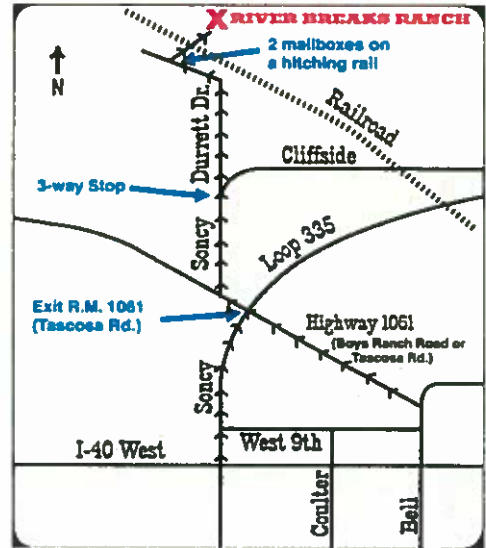 X RIVER BREAKS RANCH
2 mailboxes on
a hitching rail
N
Durrett Dr.
Railroad
Cliffside
3-way Stop
Soncy
Loop 335
Exit R.M. 1061
(Tascosa Rd.)
Highway 1061
(Boys Ranch Road or
Tascosa Rd.)
Soncy
I-40 West
West 9th
Coulter
Bell